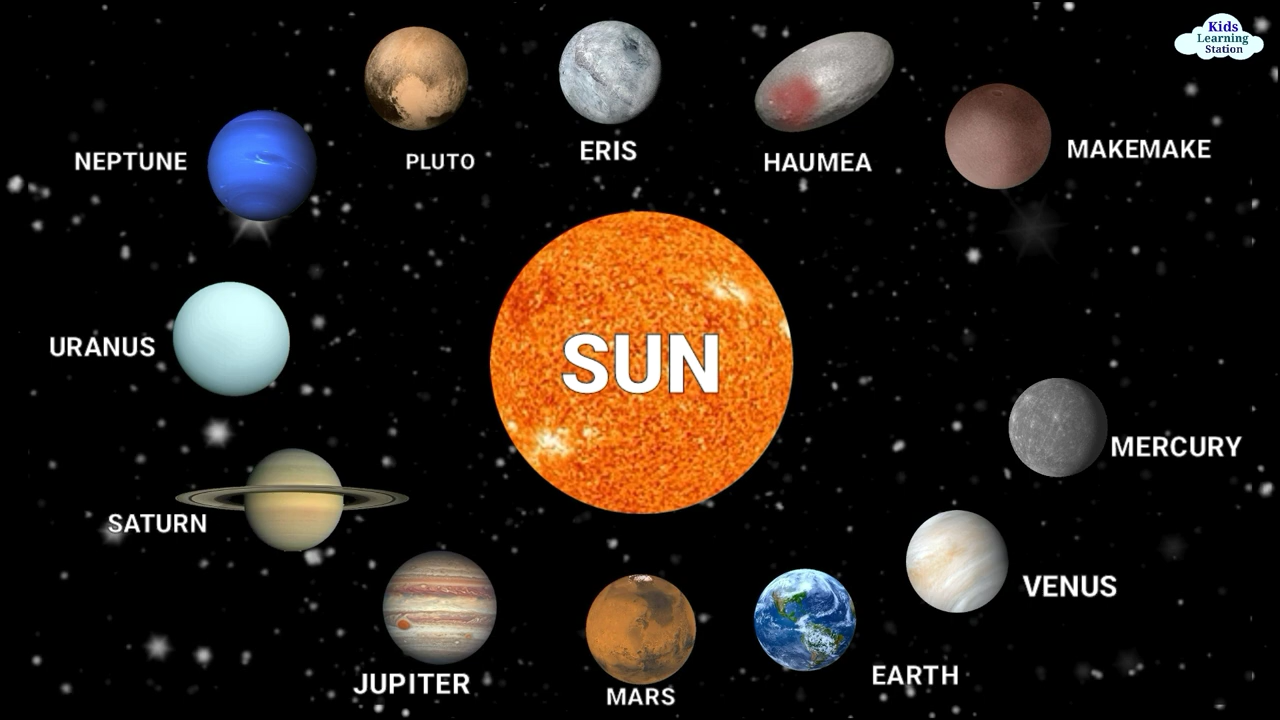 Kids
Learning
Station
NEPTUNE
PLUTO
ERIS
HAUMEA
MAKEMAKE
URANUS
SUN
MERCURY
SATURN
VENUS
JUPITER
MARS
EARTH